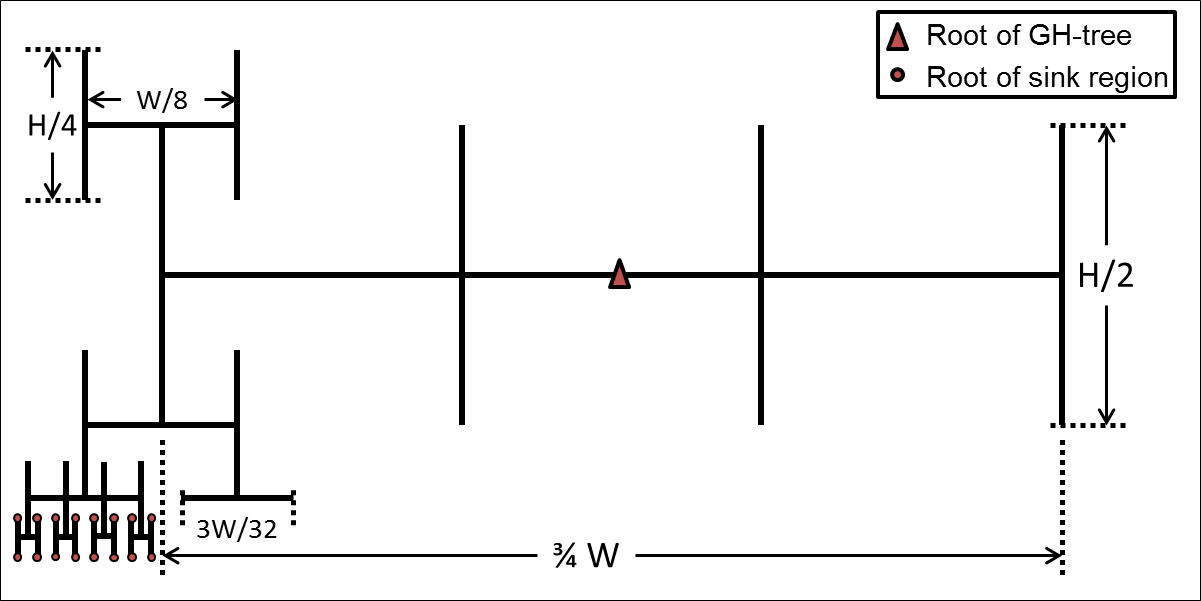 Root of GH-tree
Root of sink region
W/8
H/4
H/2
3W/32
¾ W